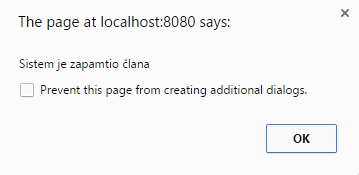 The page at localhost:8080 says:
Sistem je zapamtio člana
Prevent this page from creating additional dialogs.
OK